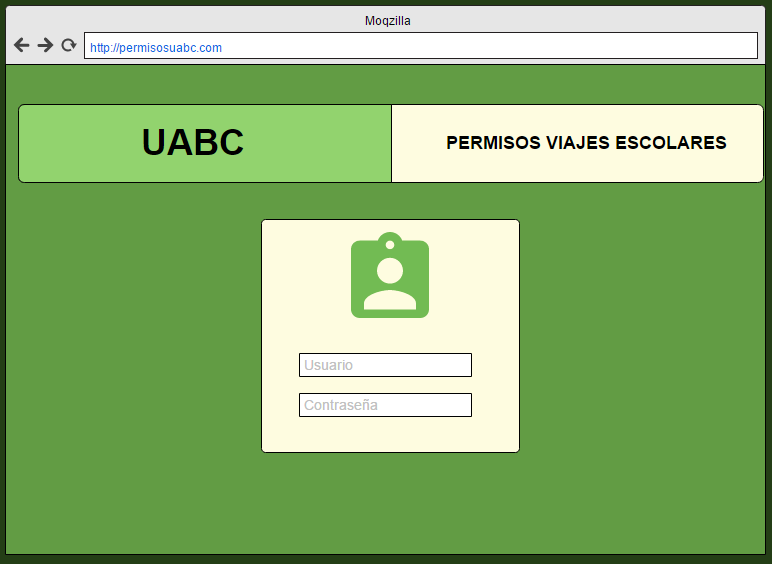 Moqzilla
http://permisosuabc.com
UABC
PERMISOS VIAJES ESCOLARES
Usuario
Contraseña